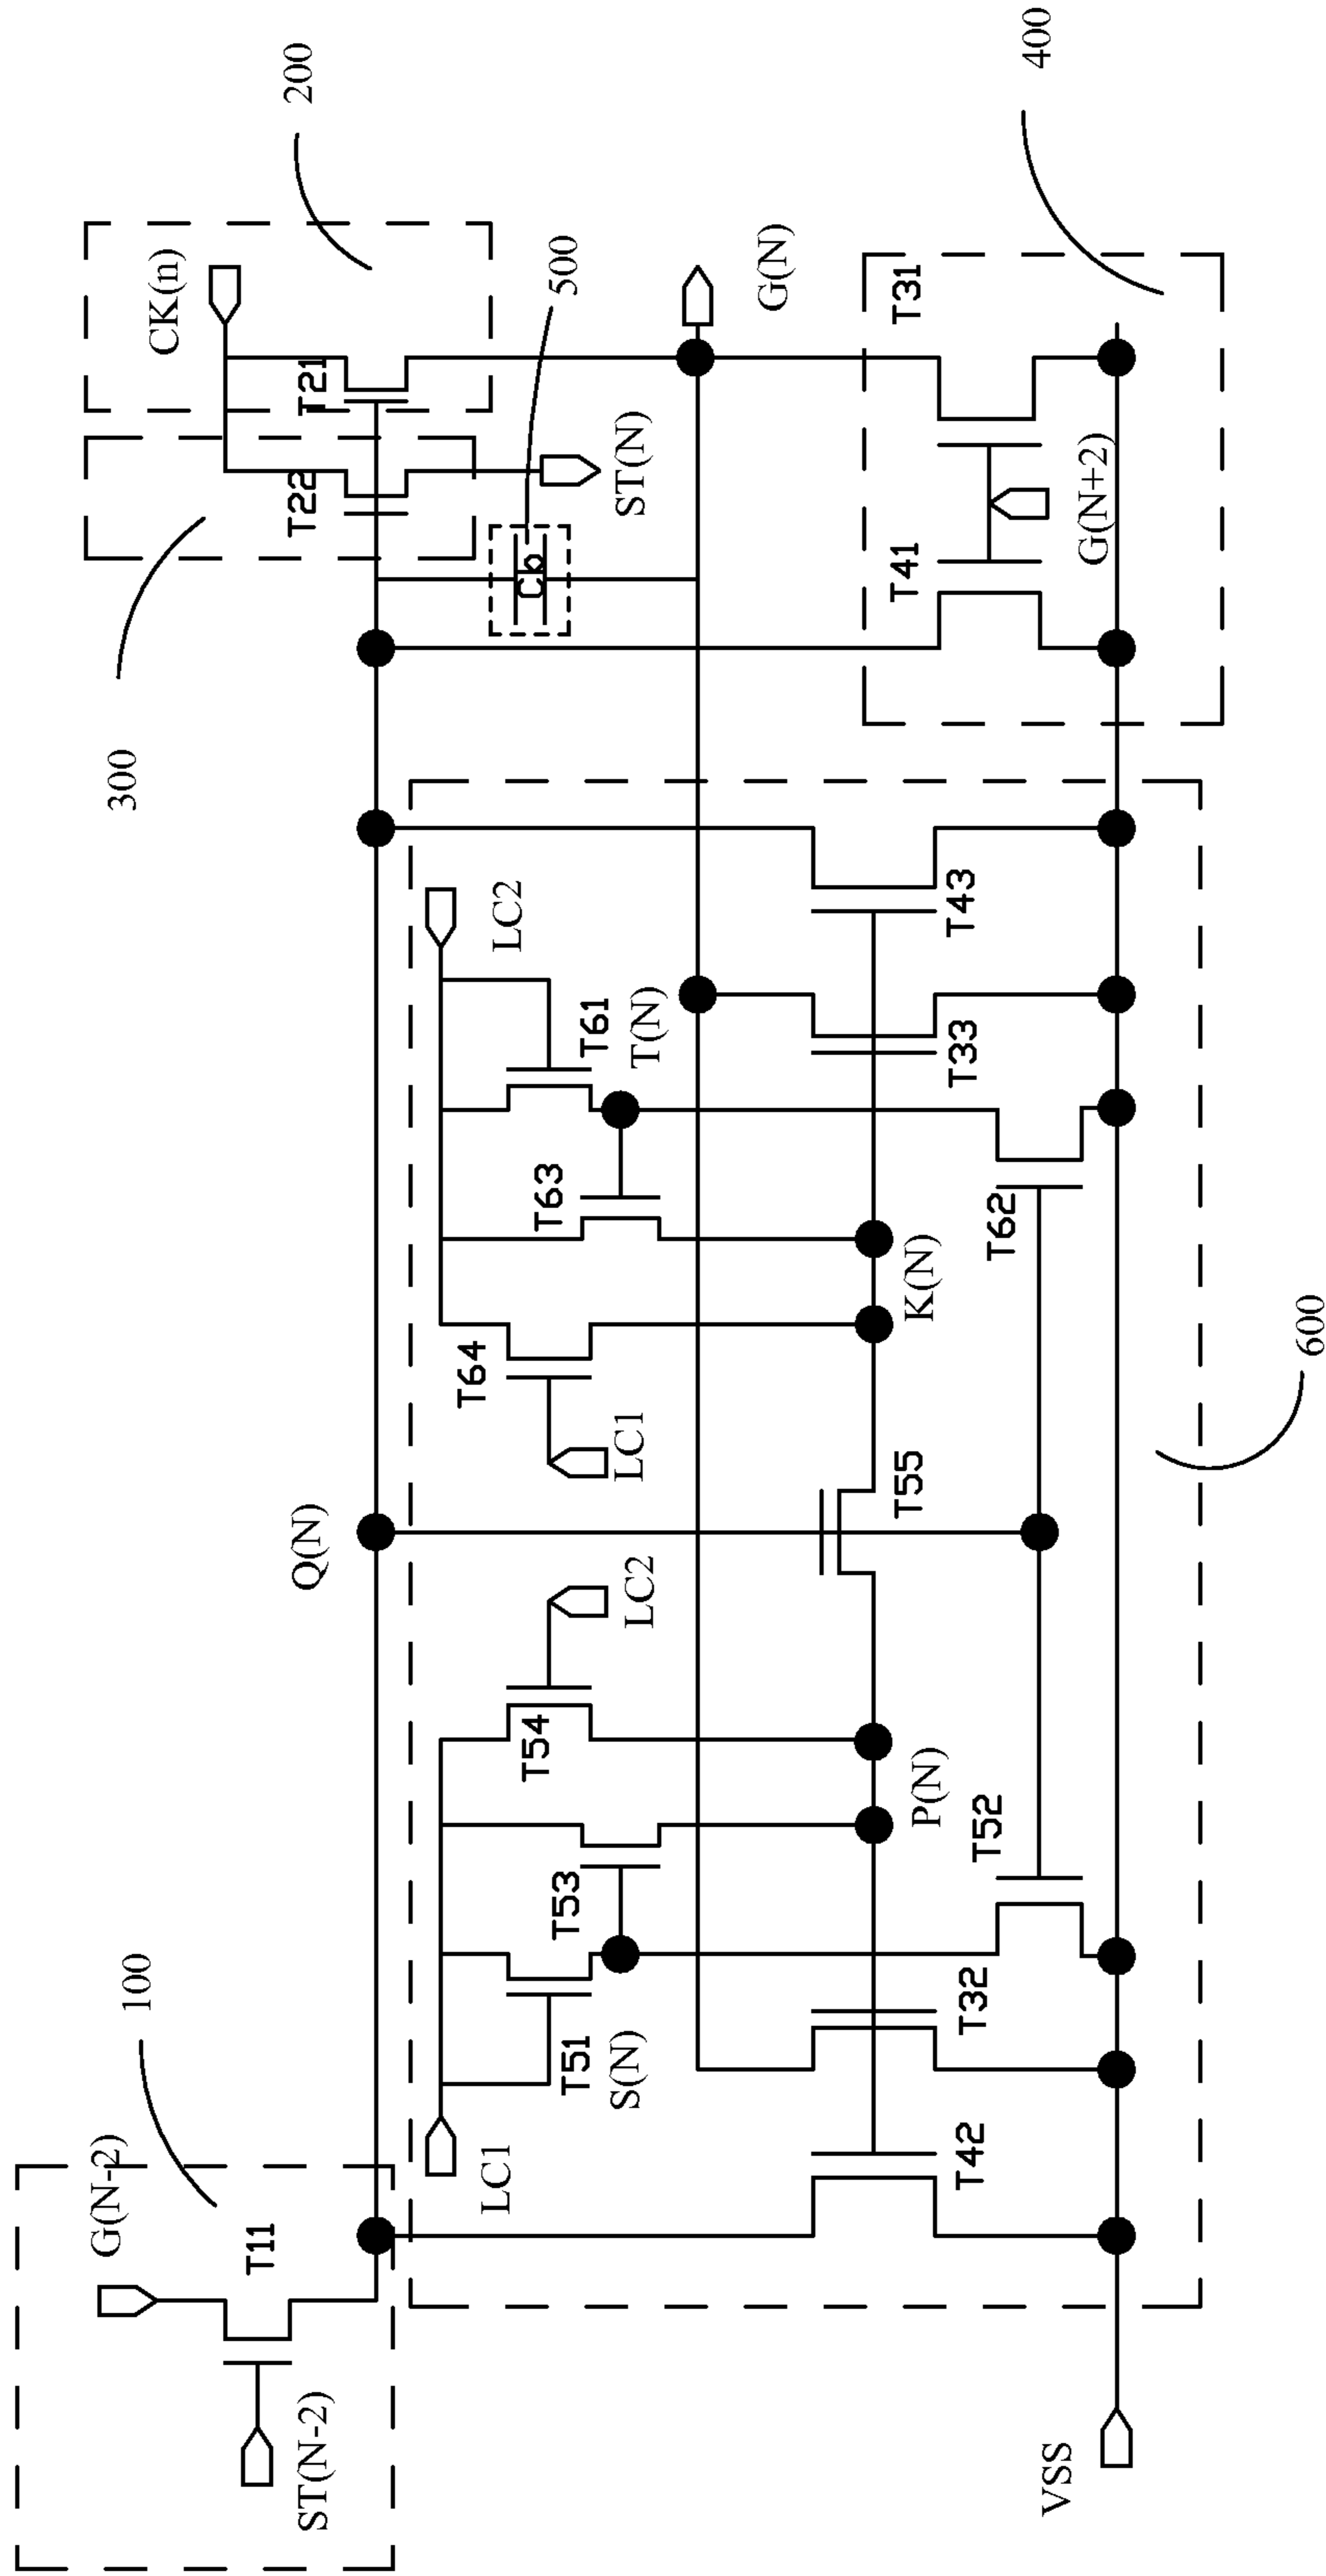 200
400
CK(n)
500
G(N)
T31
T21
T22
ST(N)
Cb
G(N+2)
T41
300
LC2
T43
T61
T(N)
T33
T63
T62
K(N)
T64
LC1
600
T55
Q(N)
LC2
T54
P(N)
T52
T53
100
T32
T51
S(N)
G(N-2)
LC1
T42
T11
ST(N-2)
VSS